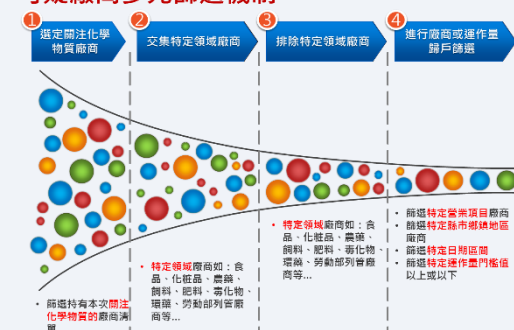 1
選定關注化學
物質廠商
2
交集特定領域廠商
3
排除特定領域廠商
4
進行廠商或運作量
歸戶篩選
• 篩選持有本次關注
化學物質的廠商清
單
• 特定領域廠商如：食
品、化粧品、農藥、
飼料、肥料、毒化物、
環藥、勞動部列管廠
商等...
• 特定領域廠商如：食
品、化粧品、農藥、
飼料、肥料、毒化物、
環藥、勞動部列管廠
商等...
• 篩選特定營業項目廠商
• 篩選特定縣市鄉鎮地區
廠商
• 篩選特定日期區間
• 篩選特定運作量門檻值
以上或以下